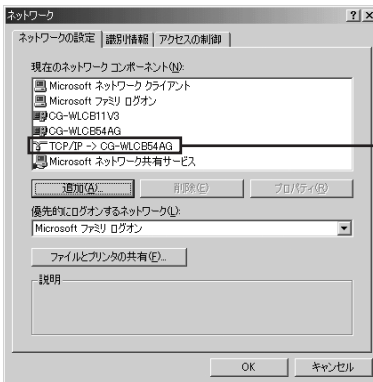 ネットワーク
ネットワークの設定 識別情報 アクセスの制御
現在のネットワーク コンポーネント(N):
Microsoft ネットワーク クライアント
Microsoft ファミリ ログオン
CG-WLCB11V3
CG-WLCB54AG
TCP/IP -> CG-WLCB54AG
Microsoft ネットワーク共有サービス
追加(A)... 削除(E) プロパティ(R)
優先的にログオンするネットワーク(L):
Microsoft ファミリ ログオン
ファイルとプリンタの共有(F)...
説明
OK キャンセル